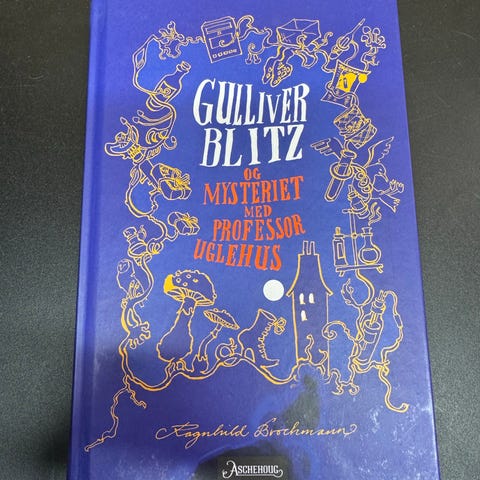 GULLIVER
BLITZ
OG
MYSTERIET
MED
PROFESSOR
UGLEHUS
Ragnhild Brochmann
ASCHEHOUG